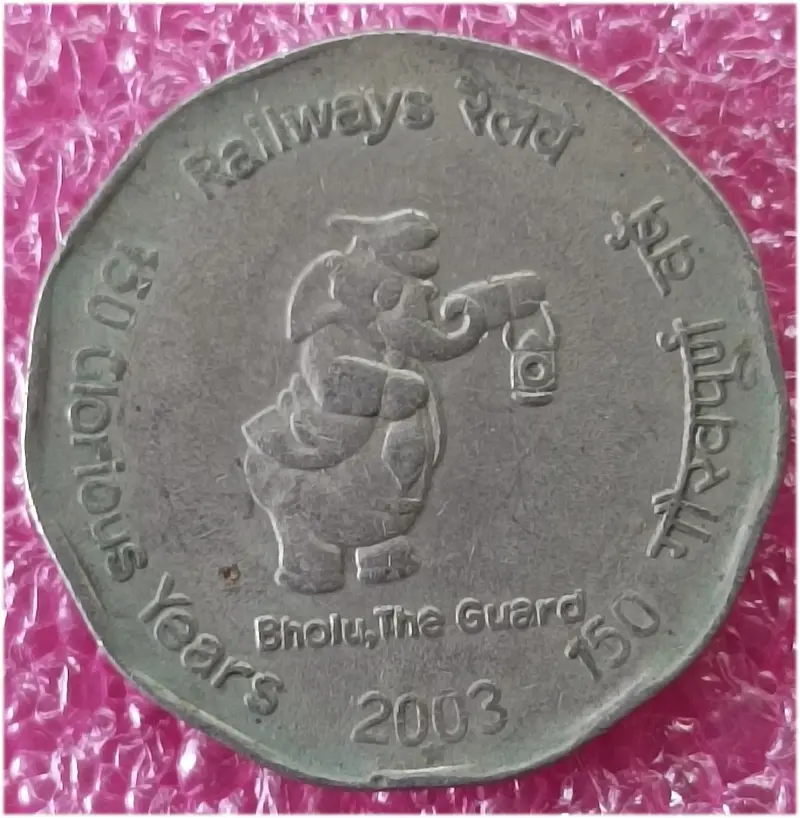 150 Glorious Years
Railways रेलवे
150 गौरवपूर्ण वर्ष
Bholu,The Guard
2003